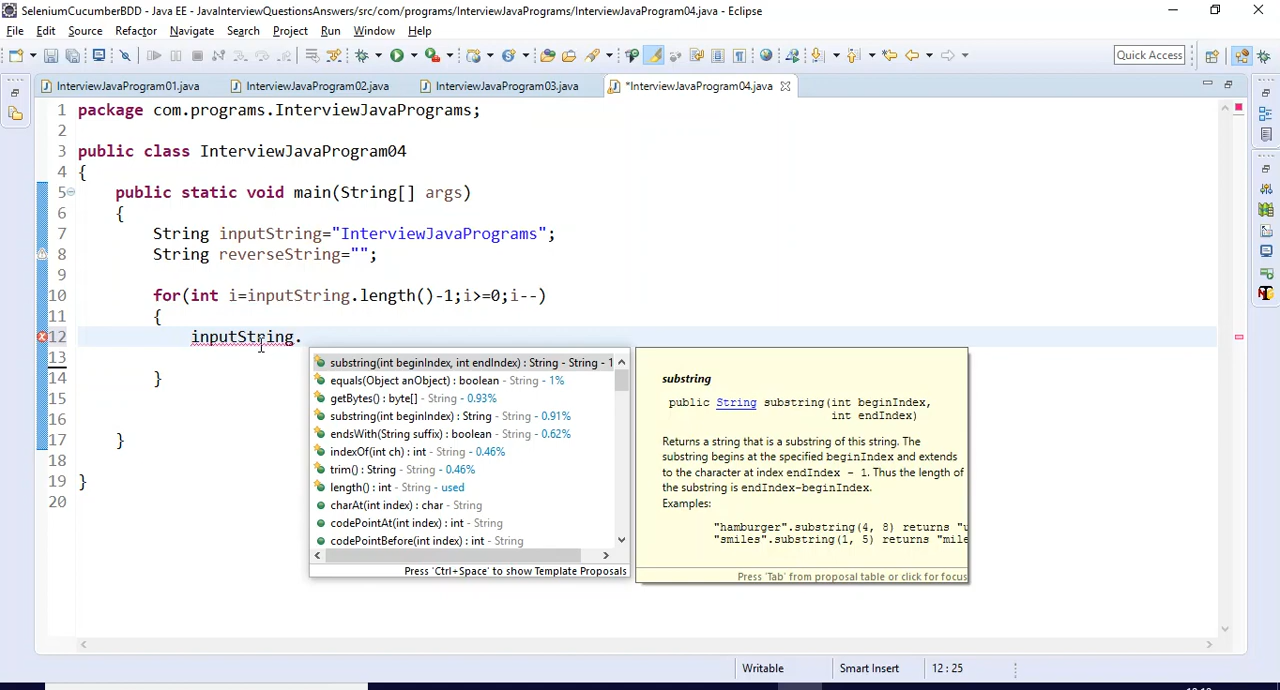 SeleniumCucumberBDD - Java EE - JavaInterviewQuestionsAnswers/src/com/programs/InterviewJavaPrograms/InterviewJavaProgram04.java - Eclipse
File Edit Source Refactor Navigate Search Project Run Window Help
Quick Access
InterviewJavaProgram01.java InterviewJavaProgram02.java InterviewJavaProgram03.java *InterviewJavaProgram04.java
1 package com.programs.InterviewJavaPrograms;
2
3 public class InterviewJavaProgram04
4 {
5 public static void main(String[] args)
6 {
7 String inputString="InterviewJavaPrograms";
8 String reverseString="";
9
10 for(int i=inputString.length()-1;i>=0;i--)
11 {
12 inputString.
13
14 }
15
16
17 }
18
19 }
20
substring(int beginIndex, int endIndex) : String - String - 1
equals(Object anObject) : boolean - String - 1%
getBytes() : byte[] - String - 0.93%
substring(int beginIndex) : String - String - 0.91%
endsWith(String suffix) : boolean - String - 0.62%
indexOf(int ch) : int - String - 0.46%
trim() : String - String - 0.46%
length() : int - String - used
charAt(int index) : char - String
codePointAt(int index) : int - String
codePointBefore(int index) : int - String
Press 'Ctrl+Space' to show Template Proposals
substring
public String substring(int beginIndex,
int endIndex)
Returns a string that is a substring of this string. The
substring begins at the specified beginIndex and extends
to the character at index endIndex - 1. Thus the length of
the substring is endIndex-beginIndex.
Examples:
"hamburger".substring(4, 8) returns "u
"smiles".substring(1, 5) returns "mile
Press 'Tab' from proposal table or click for focus
Writable Smart Insert 12 : 25